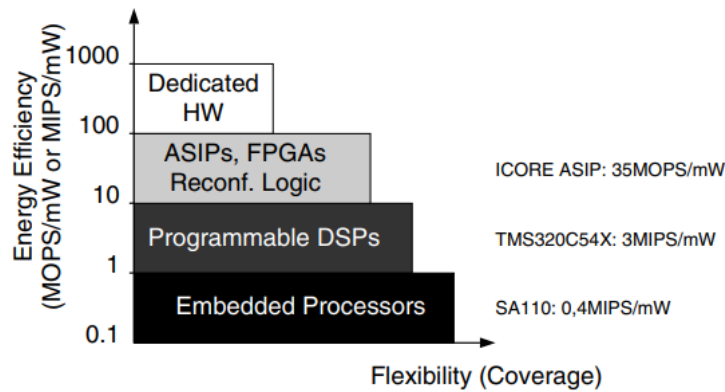 Energy Efficiency
(MOPS/mW or MIPS/mW)
1000
100
10
1
0.1
Dedicated
HW
ASIPs, FPGAs
Reconf. Logic
ICORE ASIP: 35MOPS/mW
Programmable DSPs
TMS320C54X: 3MIPS/mW
Embedded Processors
SA110: 0,4MIPS/mW
Flexibility (Coverage)